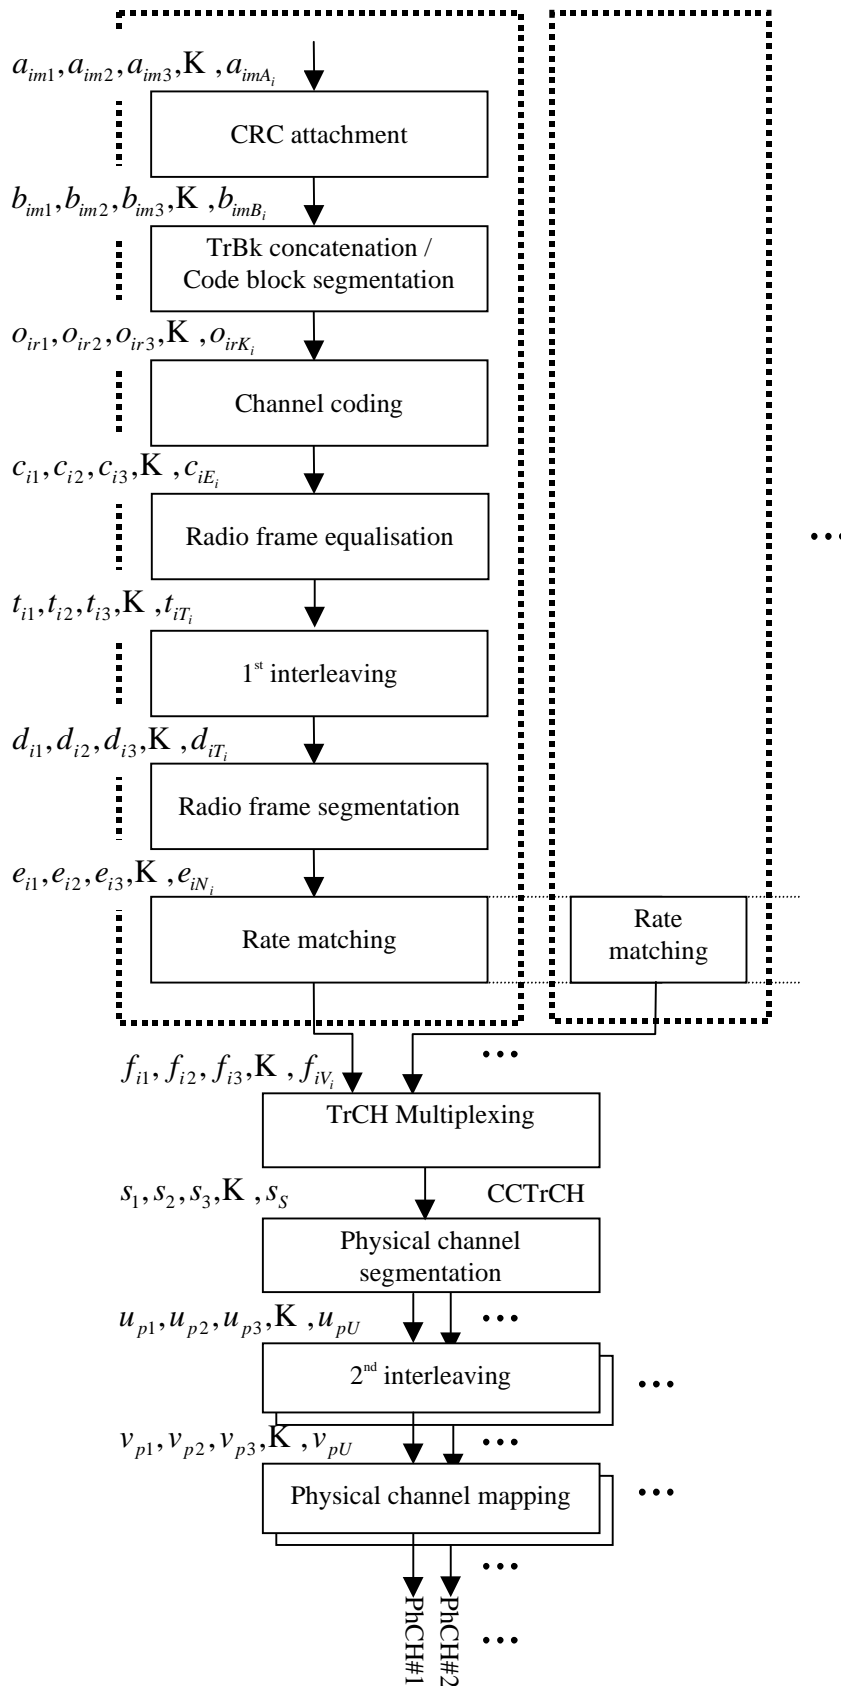 a_{im1}, a_{im2}, a_{im3}, K , a_{imA_i}
CRC attachment
b_{im1}, b_{im2}, b_{im3}, K , b_{imB_i}
TrBk concatenation /
Code block segmentation
o_{ir1}, o_{ir2}, o_{ir3}, K , o_{irK_i}
Channel coding
c_{i1}, c_{i2}, c_{i3}, K , c_{iE_i}
Radio frame equalisation
...
t_{i1}, t_{i2}, t_{i3}, K , t_{iT_i}
1st interleaving
d_{i1}, d_{i2}, d_{i3}, K , d_{iT_i}
Radio frame segmentation
e_{i1}, e_{i2}, e_{i3}, K , e_{iN_i}
Rate matching
Rate
matching
...
f_{i1}, f_{i2}, f_{i3}, K , f_{iV_i}
TrCH Multiplexing
s_1, s_2, s_3, K , s_S
CCTrCH
Physical channel
segmentation
u_{p1}, u_{p2}, u_{p3}, K , u_{pU}
...
2nd interleaving
...
v_{p1}, v_{p2}, v_{p3}, K , v_{pU}
...
Physical channel mapping
...
...
PhCH#1
PhCH#2
...